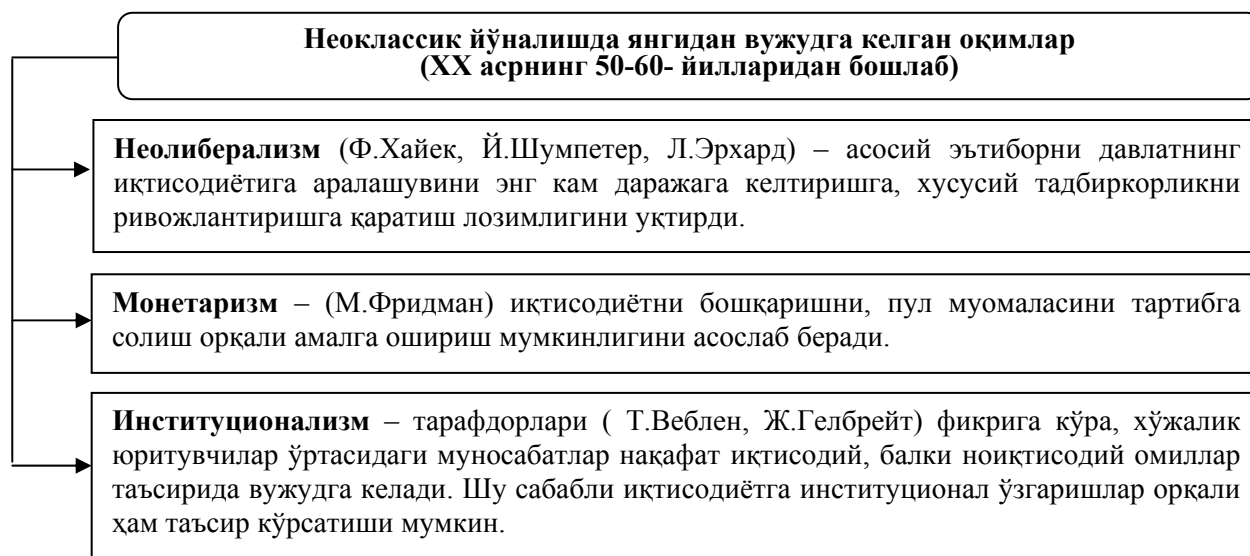 Неоклассик йўналишда янгидан вужудга келган оқимлар
(ХХ асрнинг 50-60- йилларидан бошлаб)
Неолиберализм (Ф.Хайек, Й.Шумпетер, Л.Эрхард) – асосий эътиборни давлатнинг
иқтисодиётига аралашувини энг кам даражага келтиришга, хусусий тадбиркорликни
ривожлантиришга қаратиш лозимлигини уқтирди.
Монетаризм – (М.Фридман) иқтисодиётни бошқаришни, пул муомаласини тартибга
солиш орқали амалга ошириш мумкинлигини асослаб беради.
Институционализм – тарафдорлари ( Т.Веблен, Ж.Гелбрейт) фикрига кўра, хўжалик
юритувчилар ўртасидаги муносабатлар нақафат иқтисодий, балки ноиқтисодий омиллар
таъсирида вужудга келади. Шу сабабли иқтисодиётга институционал ўзгаришлар орқали
ҳам таъсир кўрсатиши мумкин.